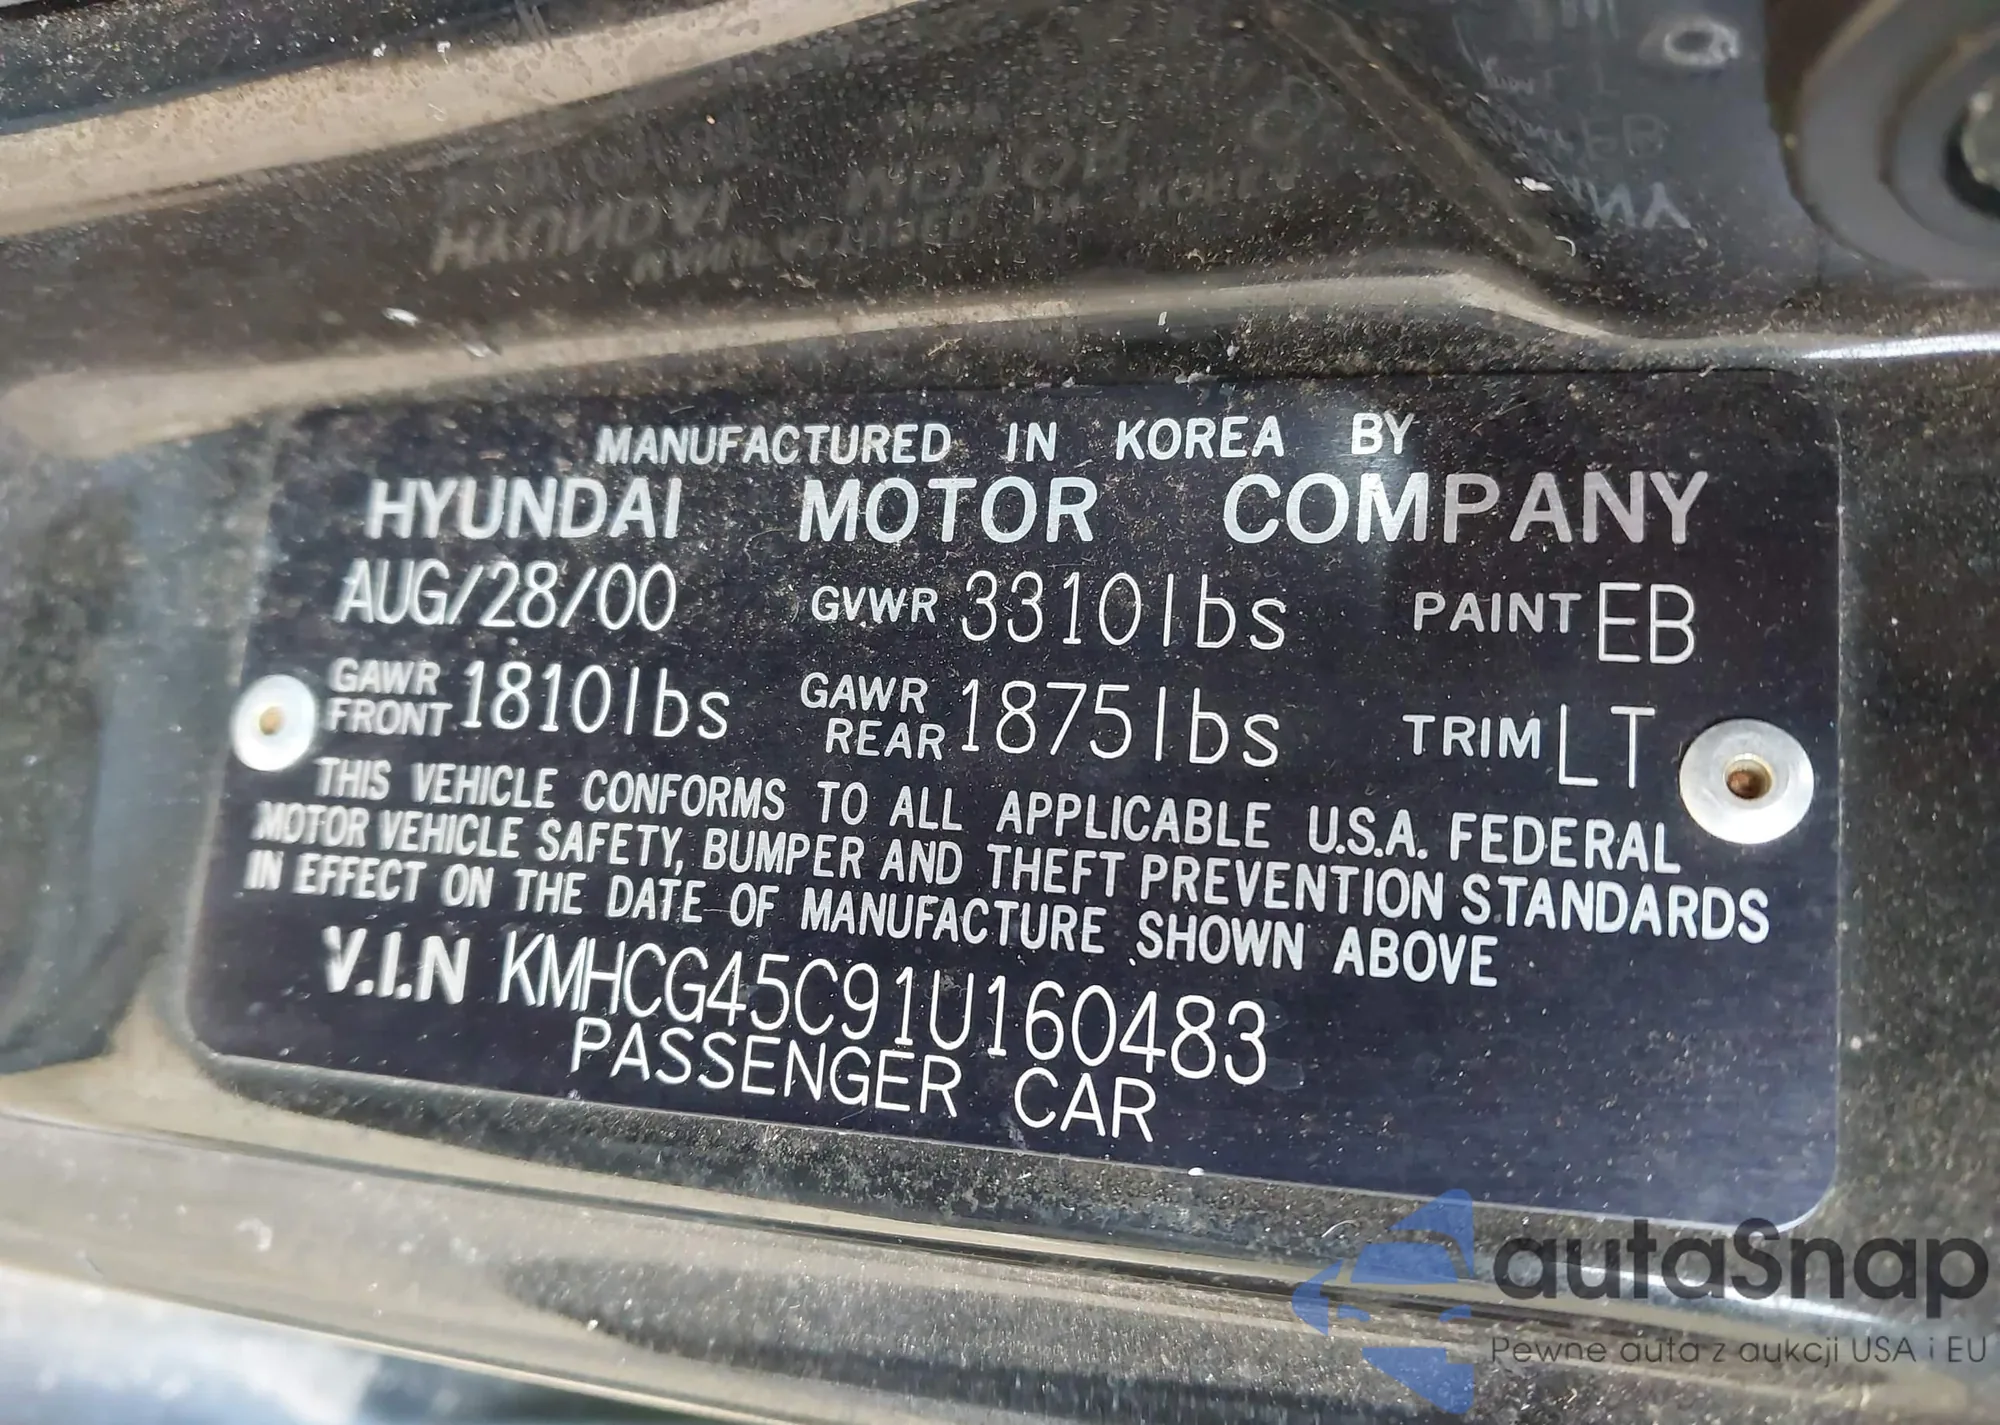 MANUFACTURED IN KOREA BY
HYUNDAI MOTOR COMPANY
AUG/28/00 GVWR 3310lbs PAINT EB
GAWR FRONT 1810lbs GAWR REAR 1875lbs TRIM LT
THIS VEHICLE CONFORMS TO ALL APPLICABLE U.S.A. FEDERAL
MOTOR VEHICLE SAFETY, BUMPER AND THEFT PREVENTION STANDARDS
IN EFFECT ON THE DATE OF MANUFACTURE SHOWN ABOVE
V.I.N KMHCG45C91U160483
PASSENGER CAR
autoSnap
Pewne auta z aukcji USA i EU